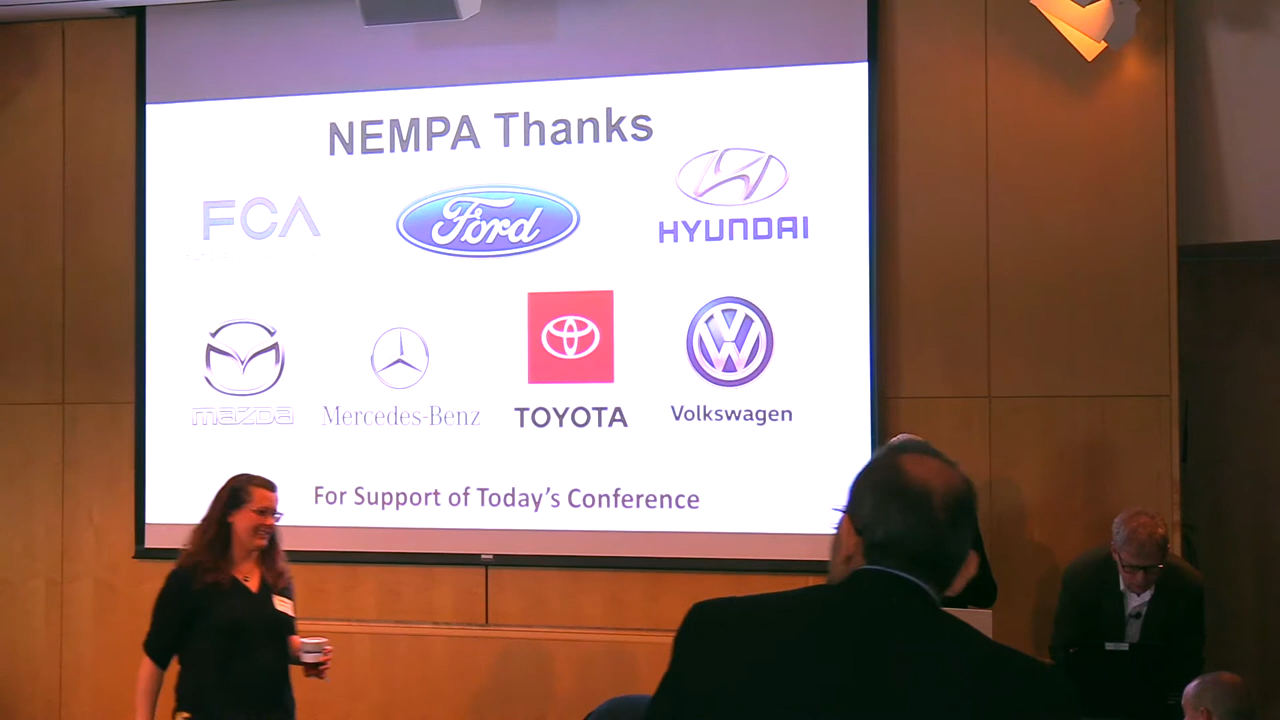 NEMPA Thanks
FCA
Ford
HYUNDAI
mazda
Mercedes-Benz
TOYOTA
Volkswagen
For Support of Today's Conference